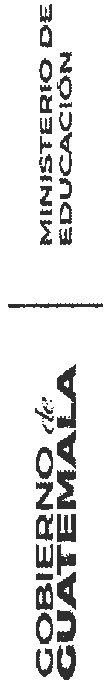 GOBIERNO de
GUATEMALA
MINISTERIO DE
EDUCACIÓN